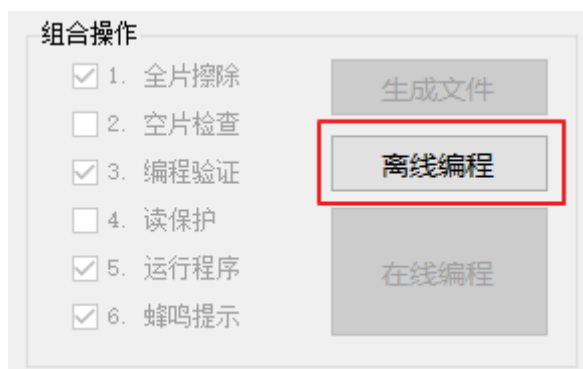 组合操作
1. 全片擦除
2. 空片检查
3. 编程验证
4. 读保护
5. 运行程序
6. 蜂鸣提示
生成文件
离线编程
在线编程